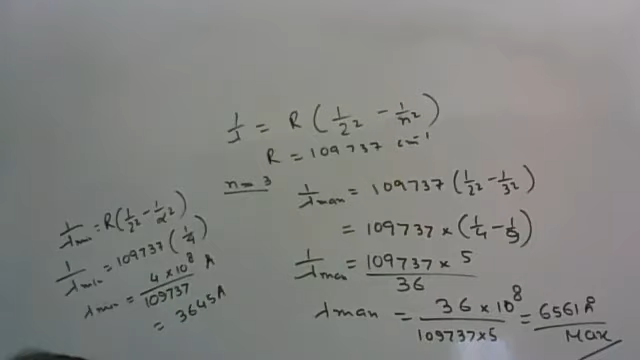 1/λ = R ( 1/2² − 1/n² )
R = 109737 cm⁻¹
n = 3
1/λmax = 109737 ( 1/2² − 1/3² )
= 109737 × ( 1/4 − 1/9 )
1/λmax = 109737 × 5 / 36
λmax = 36 × 10⁸ / 109737×5 = 6561 Å
Max
1/λmin = R ( 1/2² − 1/α² )
1/λmin = 109737 ( 1/4 )
λmin = 4 × 10⁸ / 109737 Å
= 3645 Å